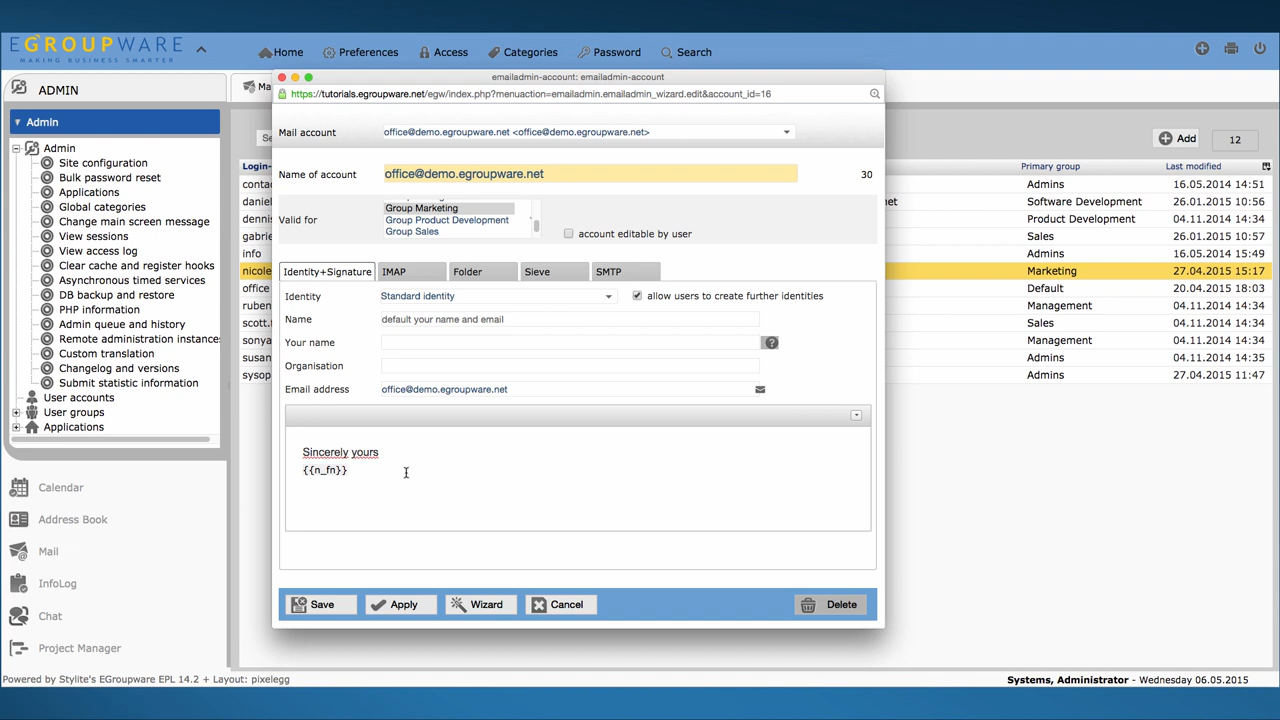 EGROUPWARE
MAKING BUSINESS SMARTER
Home Preferences Access Categories Password Search
ADMIN
Admin
Admin
Site configuration
Bulk password reset
Applications
Global categories
Change main screen message
View sessions
View access log
Clear cache and register hooks
Asynchronous timed services
DB backup and restore
PHP information
Admin queue and history
Remote administration instances
Custom translation
Changelog and versions
Submit statistic information
User accounts
User groups
Applications
Calendar
Address Book
Mail
InfoLog
Chat
Project Manager
Ma
Se
Add 12
Login-
conta
daniel
dennis
gabrie
info
nicole
office
ruben
scott.
sonya
susan
sysop
emailadmin-account: emailadmin-account
https://tutorials.egroupware.net/egw/index.php?menuaction=emailadmin.emailadmin_wizard.edit&account_id=16
Mail account office@demo.egroupware.net <office@demo.egroupware.net>
Name of account office@demo.egroupware.net 30
Valid for
Group Marketing
Group Product Development
Group Sales
account editable by user
Identity+Signature IMAP Folder Sieve SMTP
Identity Standard identity allow users to create further identities
Name default your name and email
Your name ?
Organisation
Email address office@demo.egroupware.net
Sincerely yours
{{n_fn}}
Save Apply Wizard Cancel Delete
Primary group Last modified
Admins 16.05.2014 14:51
et Software Development 26.01.2007 10:56
Product Development 04.11.2014 14:34
Sales 26.01.2007 10:57
Admins 16.04.2015 15:49
Marketing 27.04.2015 15:17
Default 20.04.2015 18:03
Management 04.11.2014 14:34
Sales 04.11.2014 14:34
Management 04.11.2014 14:34
Admins 04.11.2014 14:35
Admins 27.04.2015 11:47
Powered by Stylite's EGroupware EPL 14.2 + Layout: pixelegg
Systems, Administrator - Wednesday 06.05.2015